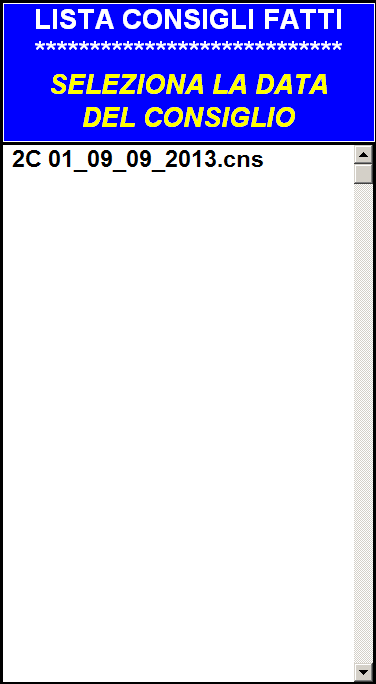 LISTA CONSIGLI FATTI
****************************
SELEZIONA LA DATA
DEL CONSIGLIO
2C 01_09_09_2013.cns